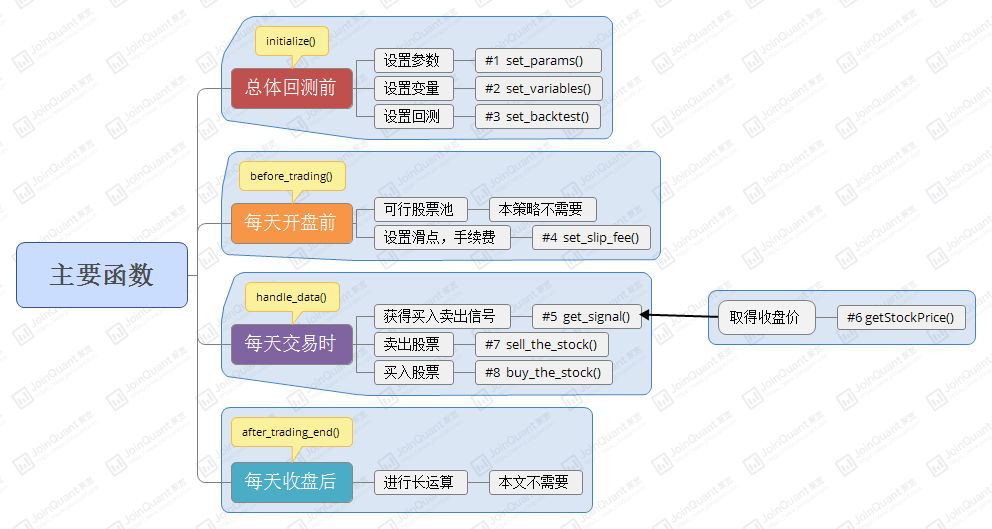 initialize()
总体回测前
设置参数
#1 set_params()
设置变量
#2 set_variables()
设置回测
#3 set_backtest()
before_trading()
每天开盘前
可行股票池
本策略不需要
设置滑点，手续费
#4 set_slip_fee()
主要函数
handle_data()
每天交易时
获得买入卖出信号
#5 get_signal()
取得收盘价
#6 getStockPrice()
卖出股票
#7 sell_the_stock()
买入股票
#8 buy_the_stock()
after_trading_end()
每天收盘后
进行长运算
本文不需要
JoinQuant 聚宽